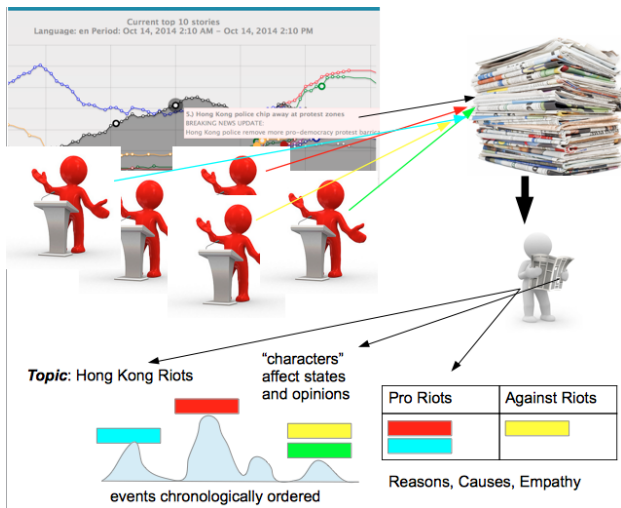 Current top 10 stories
Language: en Period: Oct 14, 2014 2:10 AM – Oct 14, 2014 2:10 PM
5.) Hong Kong police chip away at protest zones
BREAKING NEWS UPDATE:
Hong Kong police remove more pro-democracy protest barrica
Topic: Hong Kong Riots
“characters”
affect states
and opinions
events chronologically ordered
Pro Riots
Against Riots
Reasons, Causes, Empathy